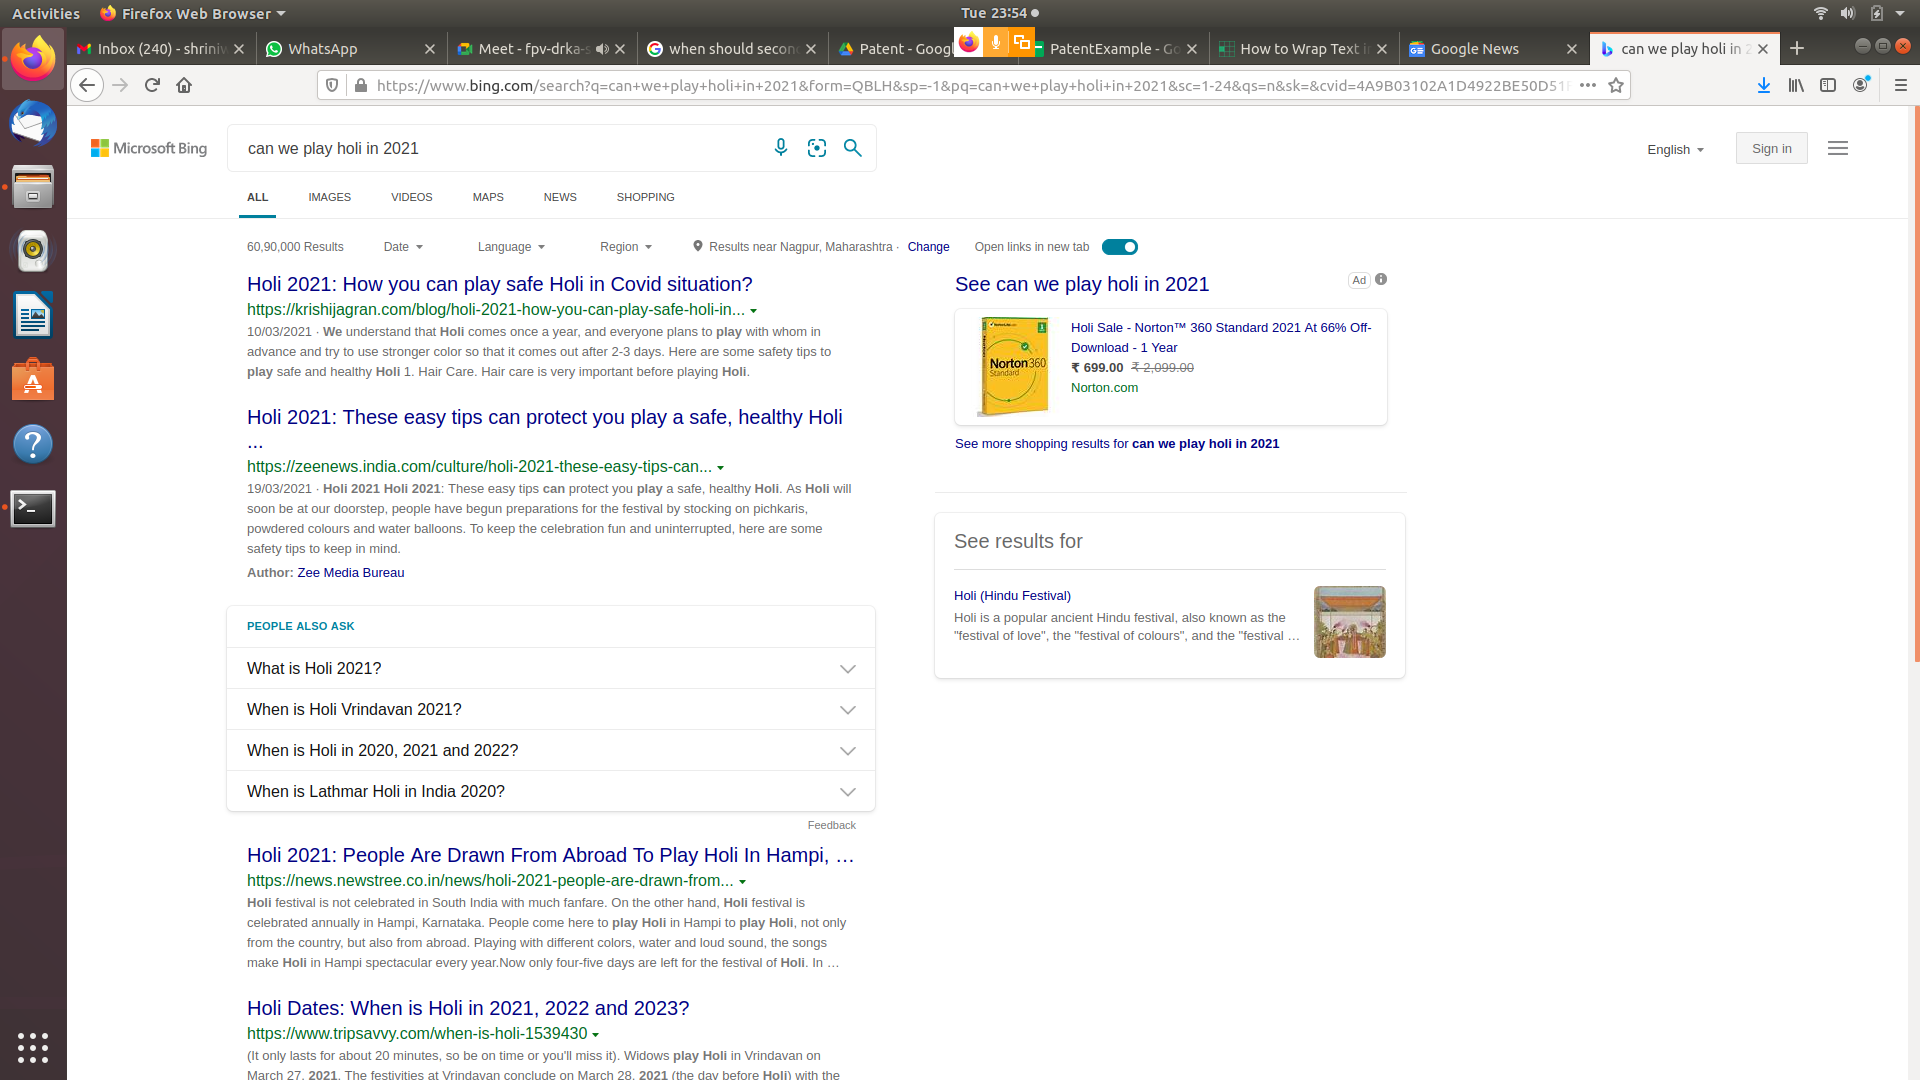 Activities
Firefox Web Browser
Tue 23:54
Inbox (240) - shriniw
WhatsApp
Meet - fpv-drka-s
when should secon
Patent - Googl
PatentExample - Go
How to Wrap Text i
Google News
can we play holi in 2
https://www.bing.com/search?q=can+we+play+holi+in+2021&form=QBLH&sp=-1&pq=can+we+play+holi+in+2021&sc=1-24&qs=n&sk=&cvid=4A9B03102A1D4922BE50D51
Microsoft Bing
can we play holi in 2021
English
Sign in
ALL
IMAGES
VIDEOS
MAPS
NEWS
SHOPPING
60,90,000 Results
Date
Language
Region
Results near Nagpur, Maharashtra · Change
Open links in new tab
Holi 2021: How you can play safe Holi in Covid situation?
https://krishijagran.com/blog/holi-2021-how-you-can-play-safe-holi-in...
10/03/2021 · We understand that Holi comes once a year, and everyone plans to play with whom in
advance and try to use stronger color so that it comes out after 2-3 days. Here are some safety tips to
play safe and healthy Holi 1. Hair Care. Hair care is very important before playing Holi.
Holi 2021: These easy tips can protect you play a safe, healthy Holi
...
https://zeenews.india.com/culture/holi-2021-these-easy-tips-can...
19/03/2021 · Holi 2021 Holi 2021: These easy tips can protect you play a safe, healthy Holi. As Holi will
soon be at our doorstep, people have begun preparations for the festival by stocking on pichkaris,
powdered colours and water balloons. To keep the celebration fun and uninterrupted, here are some
safety tips to keep in mind.
Author: Zee Media Bureau
PEOPLE ALSO ASK
What is Holi 2021?
When is Holi Vrindavan 2021?
When is Holi in 2020, 2021 and 2022?
When is Lathmar Holi in India 2020?
Feedback
Holi 2021: People Are Drawn From Abroad To Play Holi In Hampi, …
https://news.newstree.co.in/news/holi-2021-people-are-drawn-from...
Holi festival is not celebrated in South India with much fanfare. On the other hand, Holi festival is
celebrated annually in Hampi, Karnataka. People come here to play Holi in Hampi to play Holi, not only
from the country, but also from abroad. Playing with different colors, water and loud sound, the songs
make Holi in Hampi spectacular every year.Now only four-five days are left for the festival of Holi. In …
Holi Dates: When is Holi in 2021, 2022 and 2023?
https://www.tripsavvy.com/when-is-holi-1539430
(It only lasts for about 20 minutes, so be on time or you'll miss it). Widows play Holi in Vrindavan on
March 27, 2021. The festivities at Vrindavan conclude on March 28, 2021 (the day before Holi) with the
See can we play holi in 2021
Ad
Norton 360
Standard
Holi Sale - Norton™ 360 Standard 2021 At 66% Off-
Download - 1 Year
₹ 699.00 ₹ 2,099.00
Norton.com
See more shopping results for can we play holi in 2021
See results for
Holi (Hindu Festival)
Holi is a popular ancient Hindu festival, also known as the
"festival of love", the "festival of colours", and the "festival …